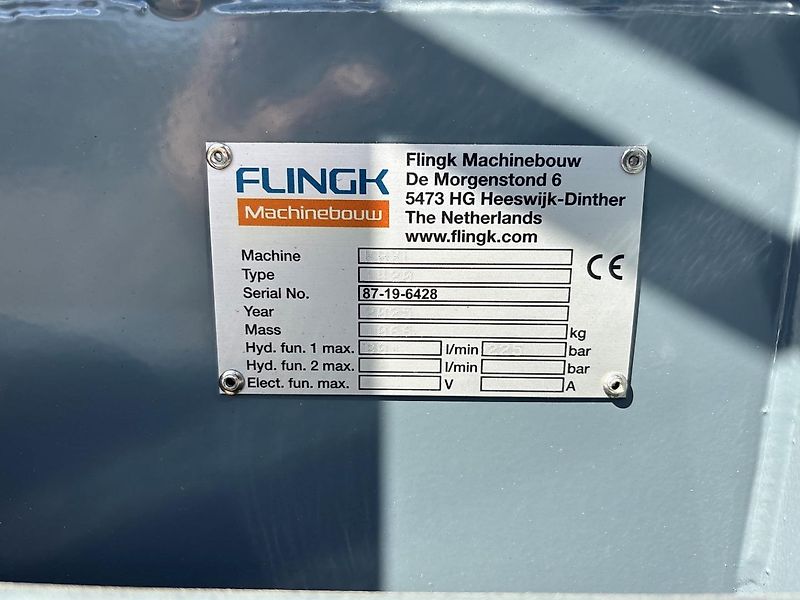 FLINGK
Machinebouw
Flingk Machinebouw
De Morgenstond 6
5473 HG Heeswijk-Dinther
The Netherlands
www.flingk.com
Machine
Type
CE
Serial No. 87-19-6428
Year
Mass kg
Hyd. fun. 1 max. l/min 225 bar
Hyd. fun. 2 max. l/min bar
Elect. fun. max. V A